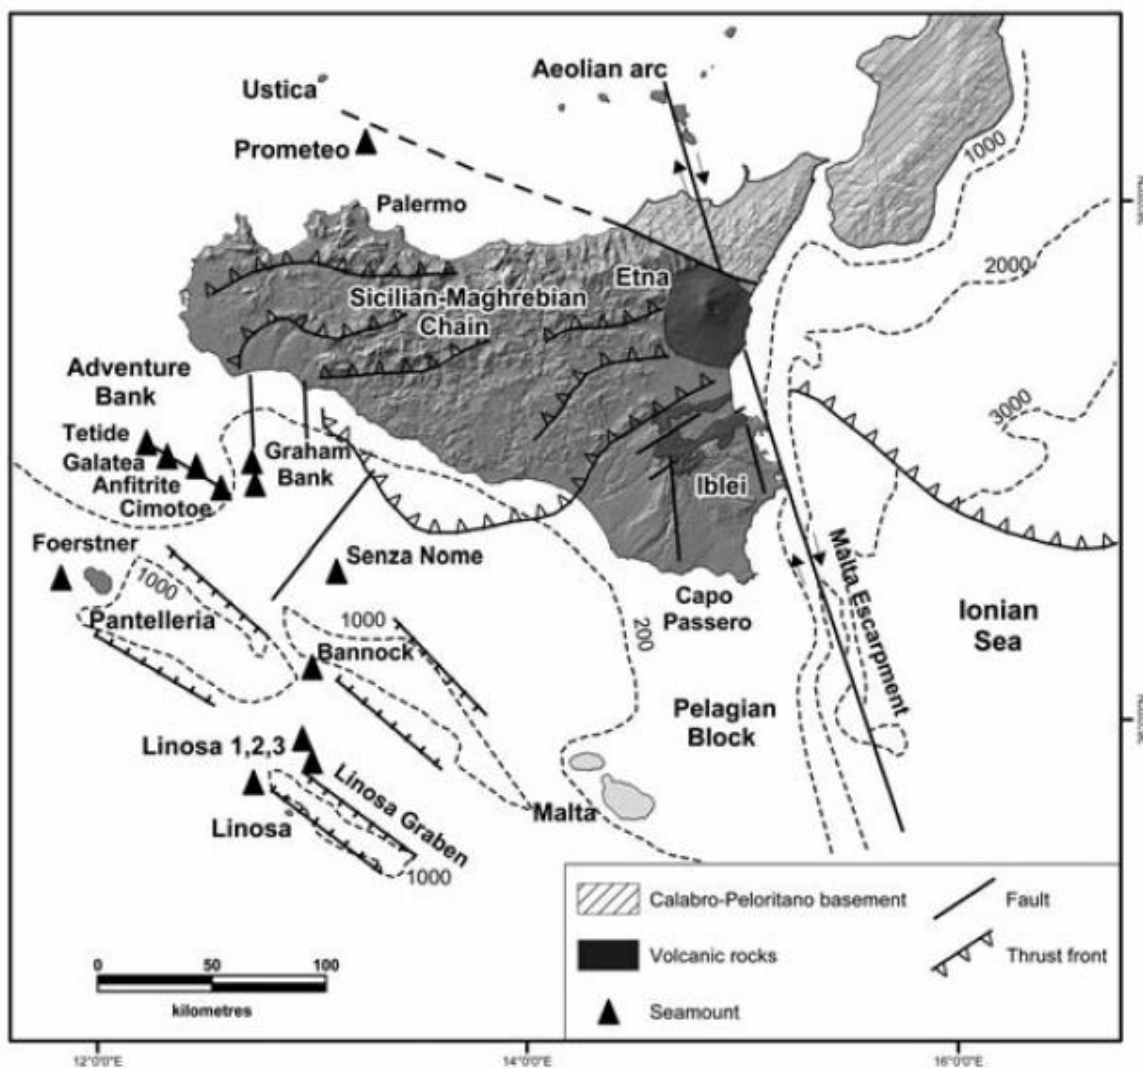 Aeolian arc
Ustica
Prometeo
1000
Palermo
2000
Etna
Sicilian-Maghrebian
Chain
Adventure
Bank
3000
Tetide
Galatea
Anfitrite
Cimotoe
Graham
Bank
Iblei
Foerstner
Senza Nome
1000
Pantelleria
Capo
Passero
Malta Escarpment
Ionian
Sea
1000
200
Bannock
Pelagian
Block
Linosa 1,2,3
Linosa Graben
Linosa
Malta
1000
Calabro-Peloritano basement
Fault
Volcanic rocks
Thrust front
Seamount
0 50 100
kilometres
12°0'0"E
14°0'0"E
16°0'0"E